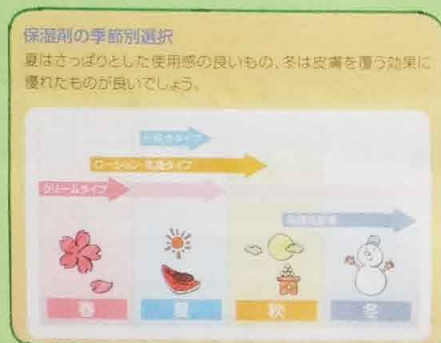 保湿剤の季節別選択
夏はさっぱりとした使用感の良いもの、冬は皮膚を覆う効果に
優れたものが良いでしょう。
ローション・乳液タイプ
クリームタイプ
春
夏
秋
冬